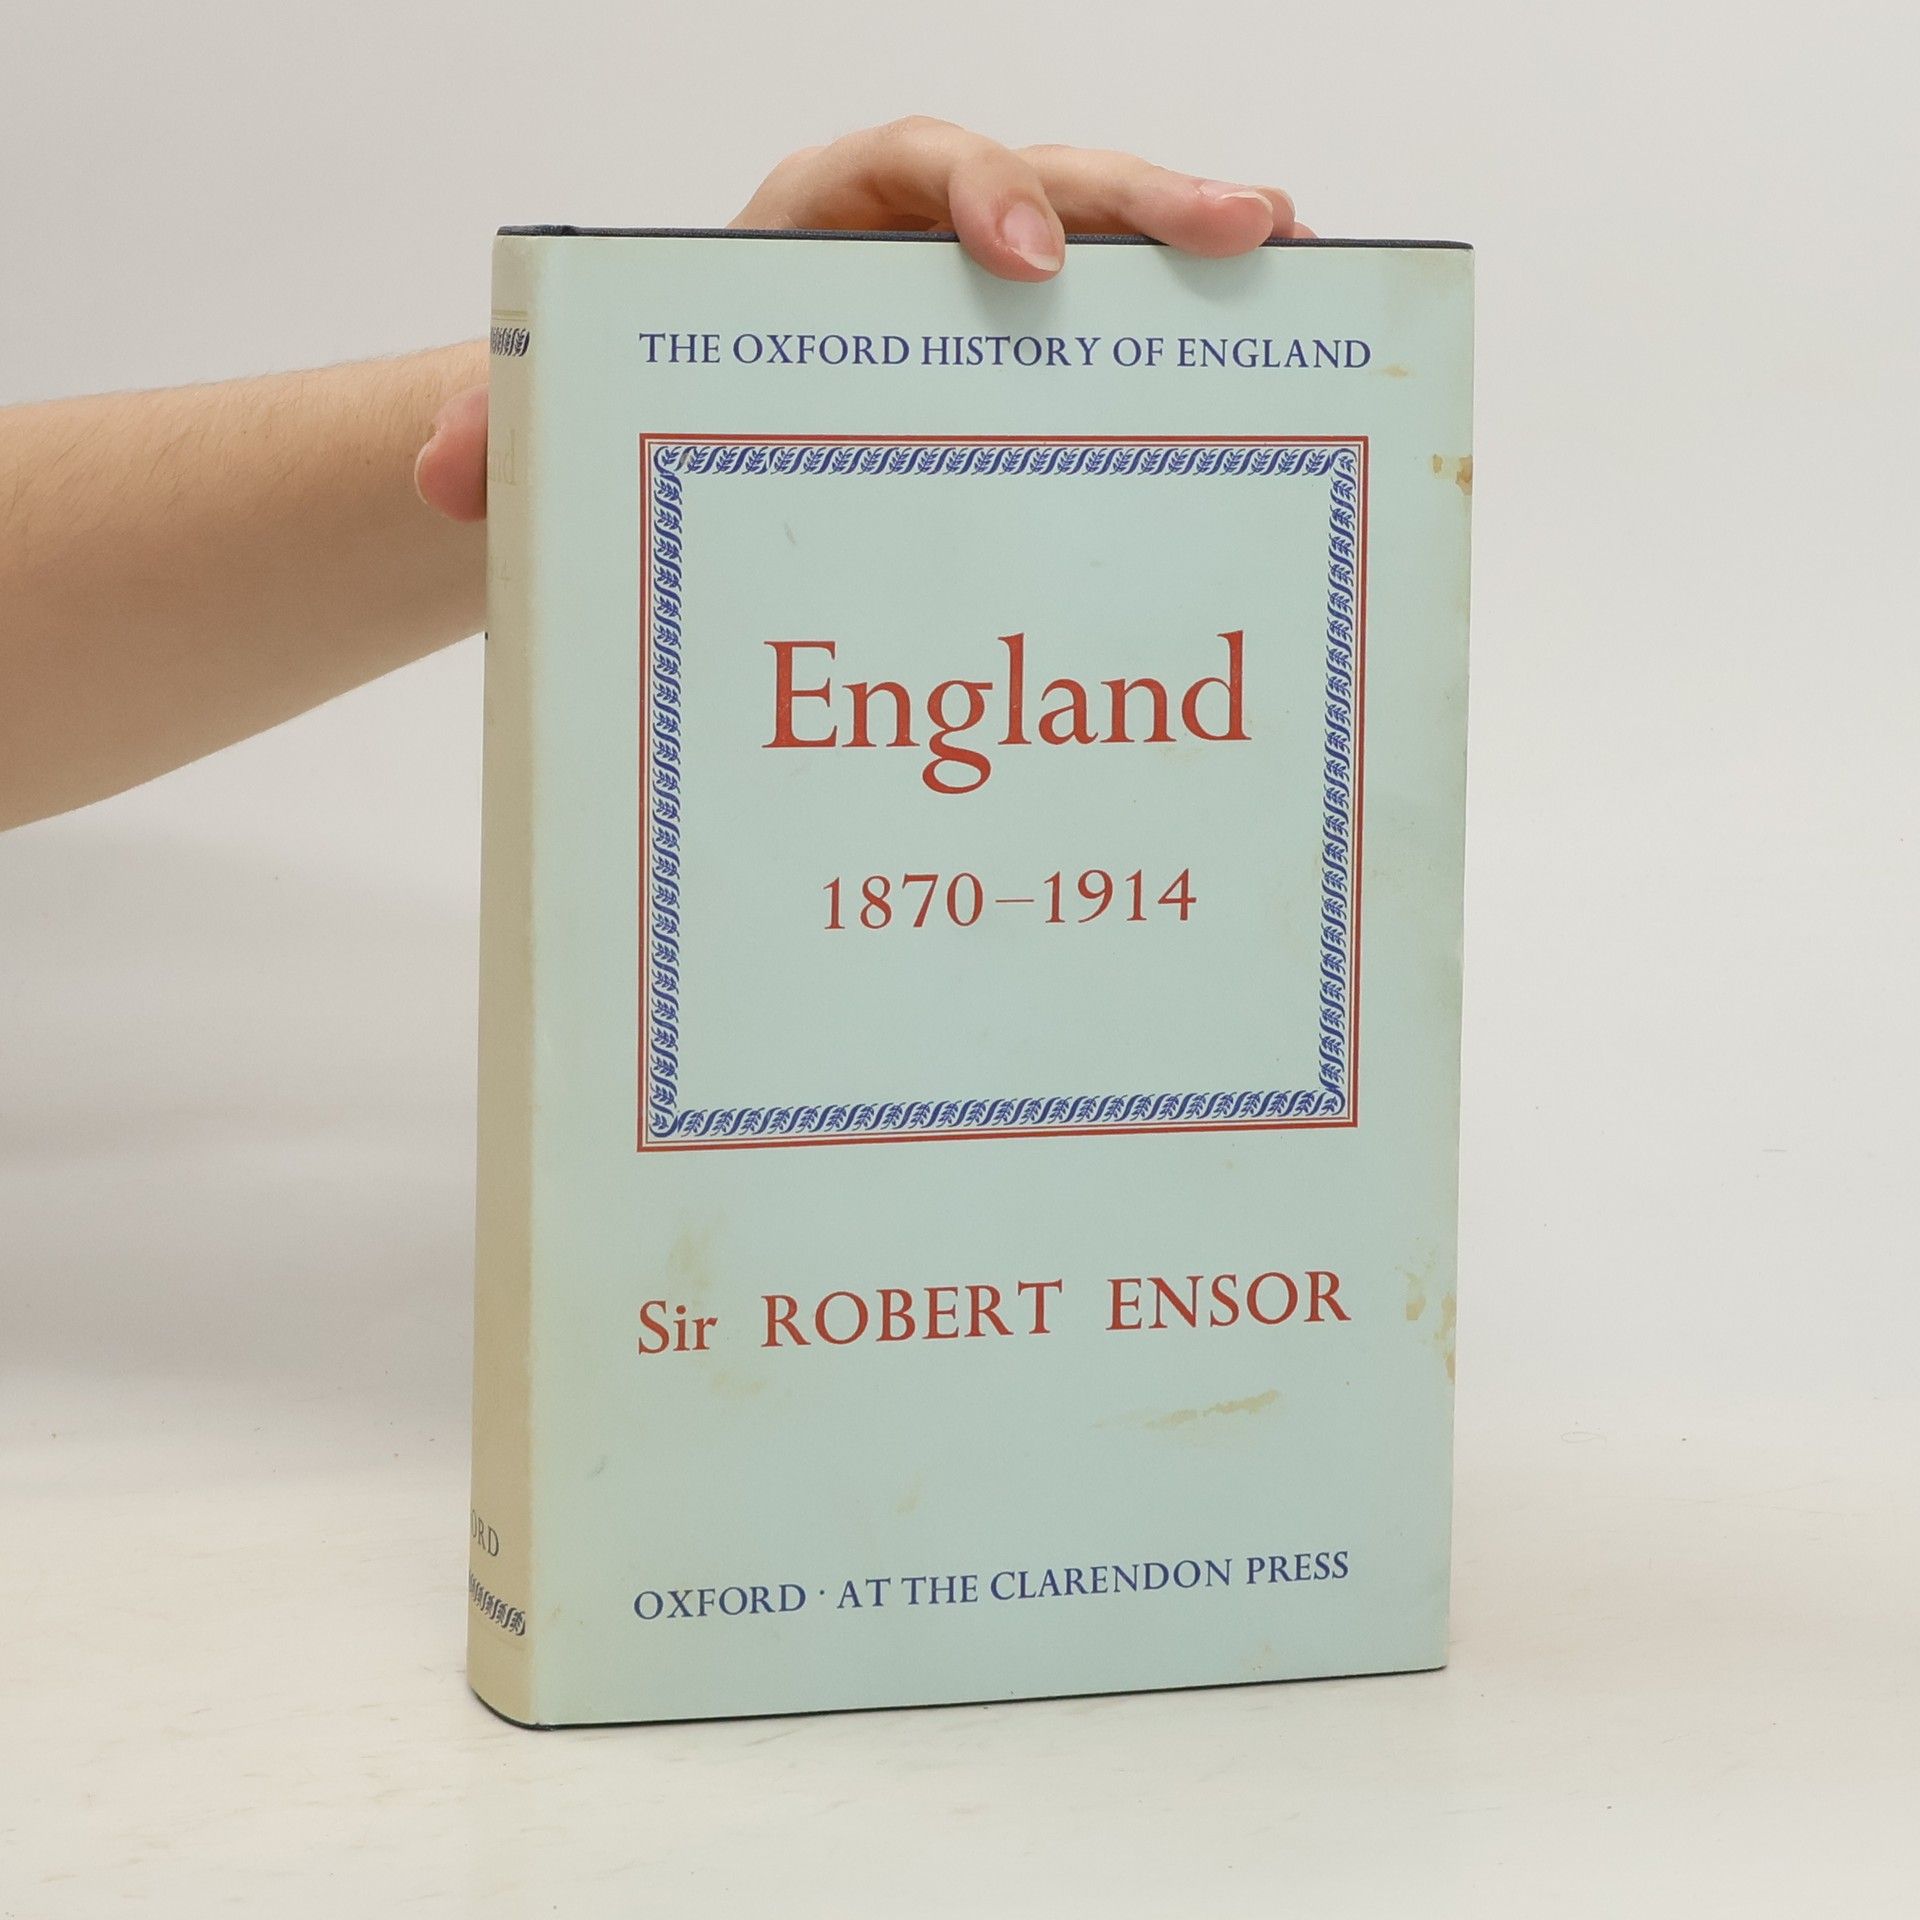 THE OXFORD HISTORY OF ENGLAND
England
1870–1914
Sir ROBERT ENSOR
OXFORD · AT THE CLARENDON PRESS